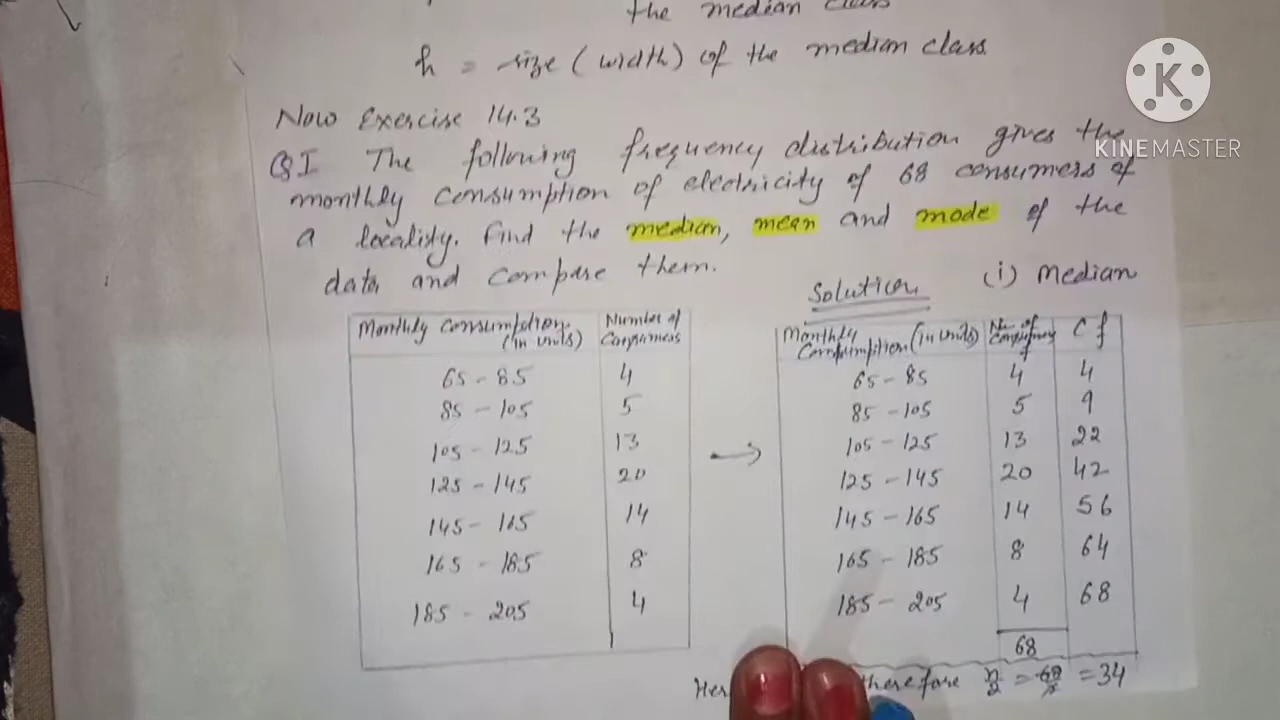 the median class
h = size (width) of the median class
K
KINEMASTER
Now Exercise 14.3
Q1 The following frequency distribution gives the
monthly consumption of electricity of 68 consumers of
a locality. Find the median, mean and mode of the
data and compare them.
Solution (i) Median
Monthly consumption (in units) Number of Consumers
65 - 85 4
85 - 105 5
105 - 125 13
125 - 145 20
145 - 165 14
165 - 185 8
185 - 205 4
Monthly Consumption (in units) No. of Consumers f Cf
65 - 85 4 4
85 - 105 5 9
105 - 125 13 22
125 - 145 20 42
145 - 165 14 56
165 - 185 8 64
185 - 205 4 68
68
therefore n/2 = 68/2 = 34